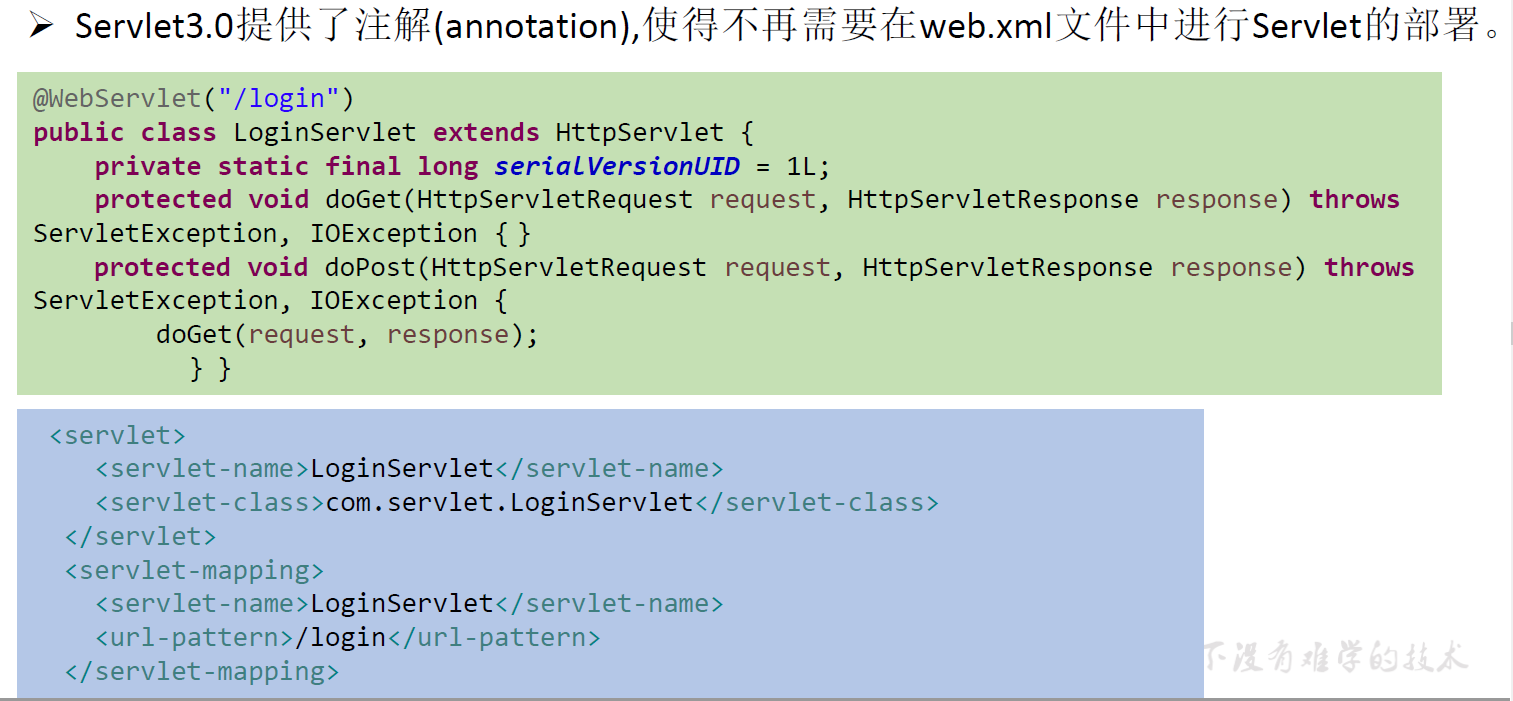 ➢ Servlet3.0提供了注解(annotation),使得不再需要在web.xml文件中进行Servlet的部署。
@WebServlet("/login")
public class LoginServlet extends HttpServlet {
private static final long serialVersionUID = 1L;
protected void doGet(HttpServletRequest request, HttpServletResponse response) throws
ServletException, IOException { }
protected void doPost(HttpServletRequest request, HttpServletResponse response) throws
ServletException, IOException {
doGet(request, response);
} }
<servlet>
<servlet-name>LoginServlet</servlet-name>
<servlet-class>com.servlet.LoginServlet</servlet-class>
</servlet>
<servlet-mapping>
<servlet-name>LoginServlet</servlet-name>
<url-pattern>/login</url-pattern>
</servlet-mapping>
下没有难学的技术